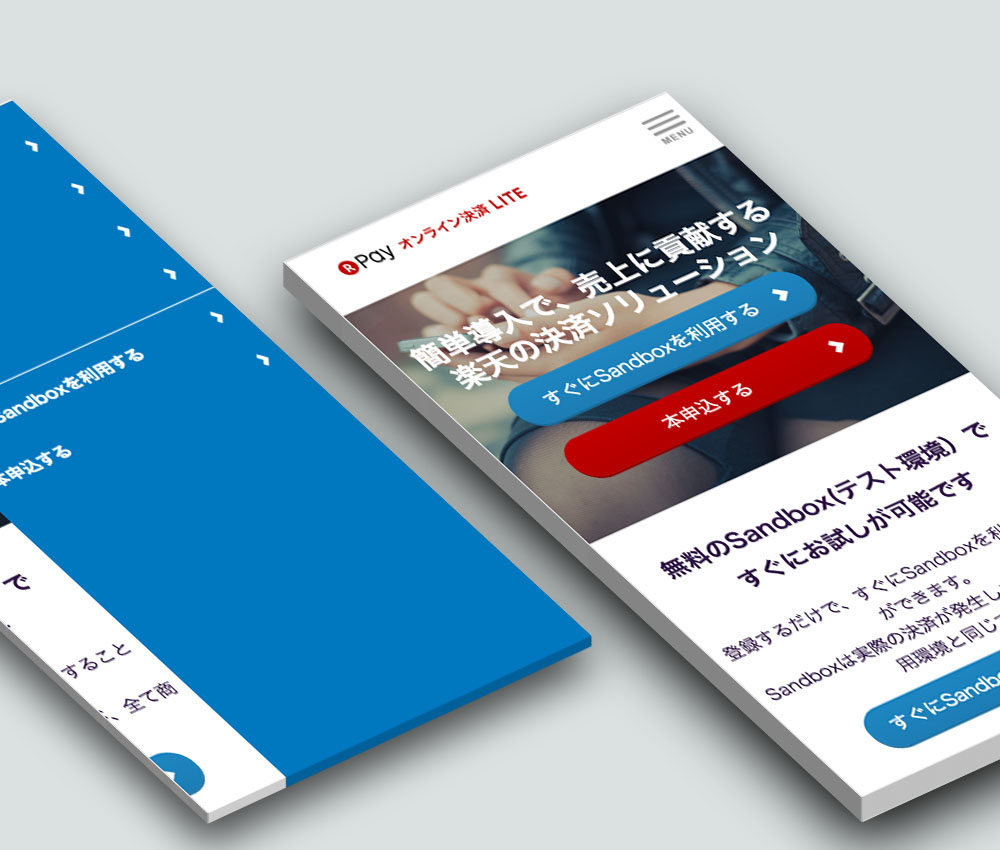 Sandboxを利用する
本申込する
で
すること
、全て商
MENU
R Pay オンライン決済 LITE
簡単導入で、売上に貢献する
楽天の決済ソリューション
すぐにSandboxを利用する
本申込する
無料のSandbox(テスト環境）で
すぐにお試しが可能です
登録するだけで、すぐにSandboxを利
ができます。
Sandboxは実際の決済が発生し
用環境と同じ
すぐにSandb